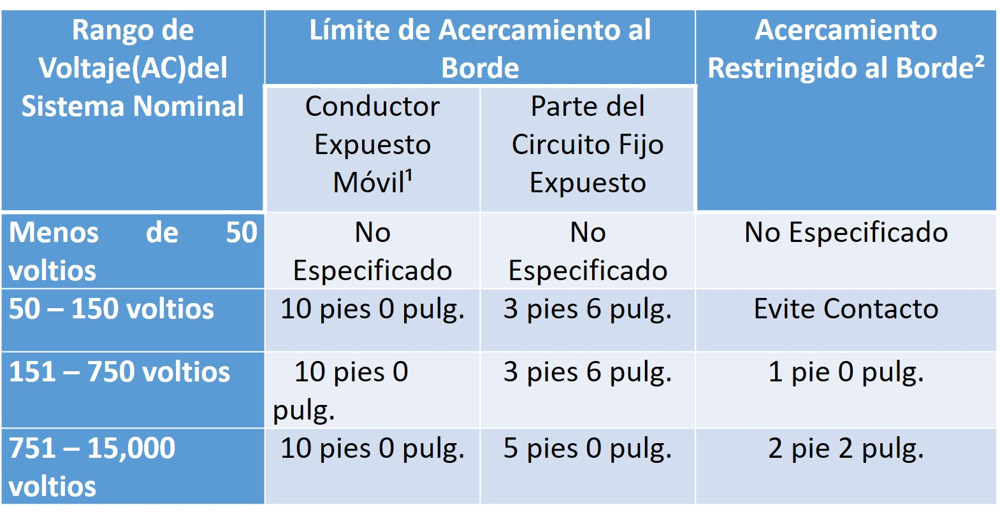 Rango de
Voltaje(AC)del
Sistema Nominal
Límite de Acercamiento al
Borde
Acercamiento
Restringido al Borde²
Conductor
Expuesto
Móvil¹
Parte del
Circuito Fijo
Expuesto
Menos de 50
voltios
No
Especificado
No
Especificado
No Especificado
50 – 150 voltios
10 pies 0 pulg.
3 pies 6 pulg.
Evite Contacto
151 – 750 voltios
10 pies 0
pulg.
3 pies 6 pulg.
1 pie 0 pulg.
751 – 15,000
voltios
10 pies 0 pulg.
5 pies 0 pulg.
2 pie 2 pulg.